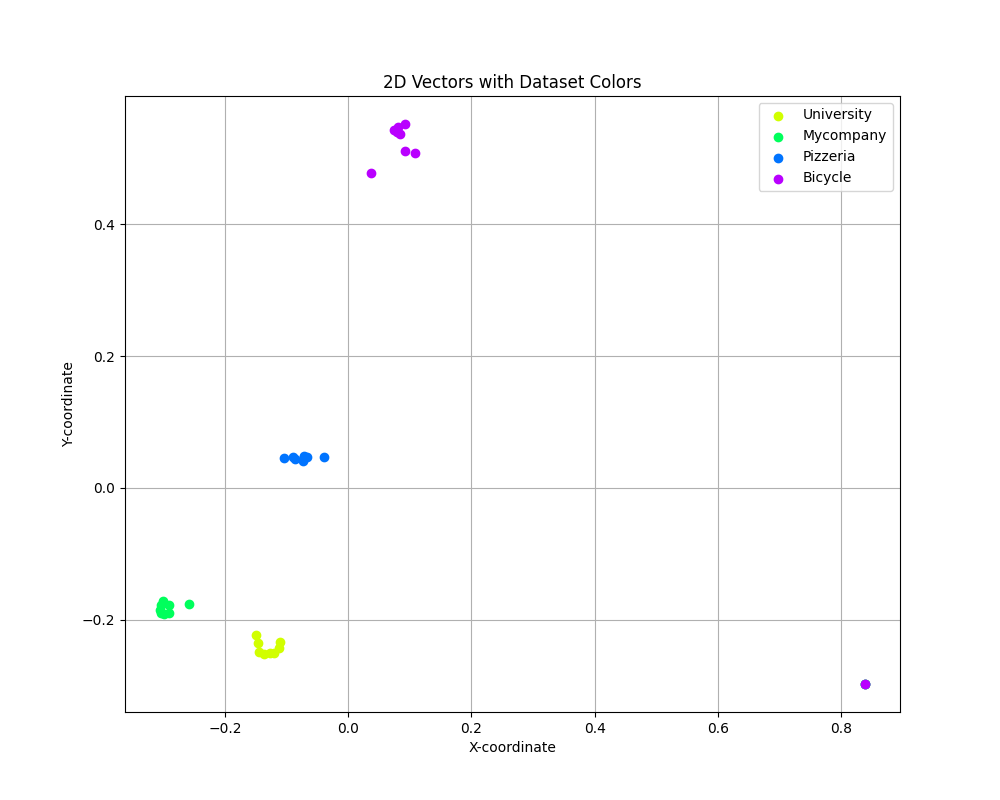 2D Vectors with Dataset Colors
University
Mycompany
Pizzeria
Bicycle
0.4
0.2
0.0
−0.2
Y-coordinate
−0.2
0.0
0.2
0.4
0.6
0.8
X-coordinate